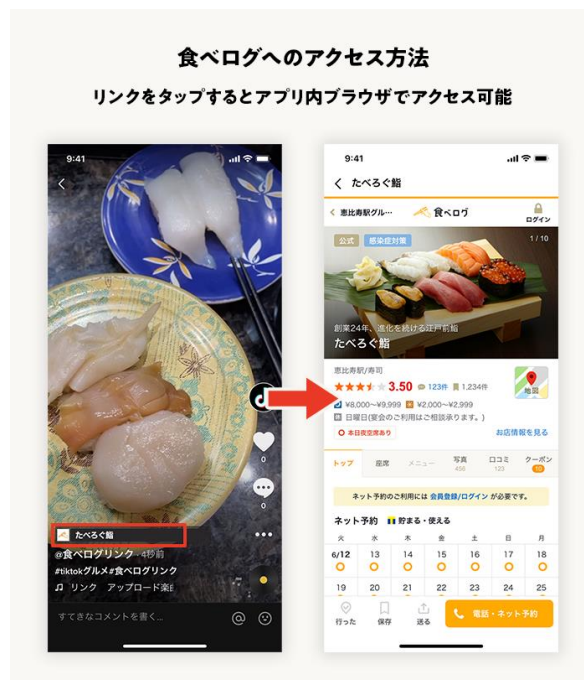 食べログへのアクセス方法
リンクをタップするとアプリ内ブラウザでアクセス可能
9:41
たべろぐ鮨
@食べログリンク・4秒前
#tiktokグルメ#食べログリンク
リンク アップロード楽曲
すてきなコメントを書く...
0
0
9:41
たべろぐ鮨
恵比寿駅グル…
食べログ
ログイン
公式
感染症対策
1 / 10
創業24年、進化を続ける江戸前鮨
たべろぐ鮨
恵比寿駅/寿司
3.50
123件
1,234件
地図
¥8,000～¥9,999
¥2,000～¥2,999
日曜日(宴会のご利用はご相談承ります。)
本日夜空席あり
お店情報を見る
トップ
座席
メニュー
写真
456
口コミ
123
クーポン
10
ネット予約のご利用には 会員登録/ログイン が必要です。
ネット予約
貯まる・使える
火 水 木 金 土 日 月
6/12 13 14 15 16 17 18
19 20 21 22 23 24 25
行った
保存
送る
電話・ネット予約